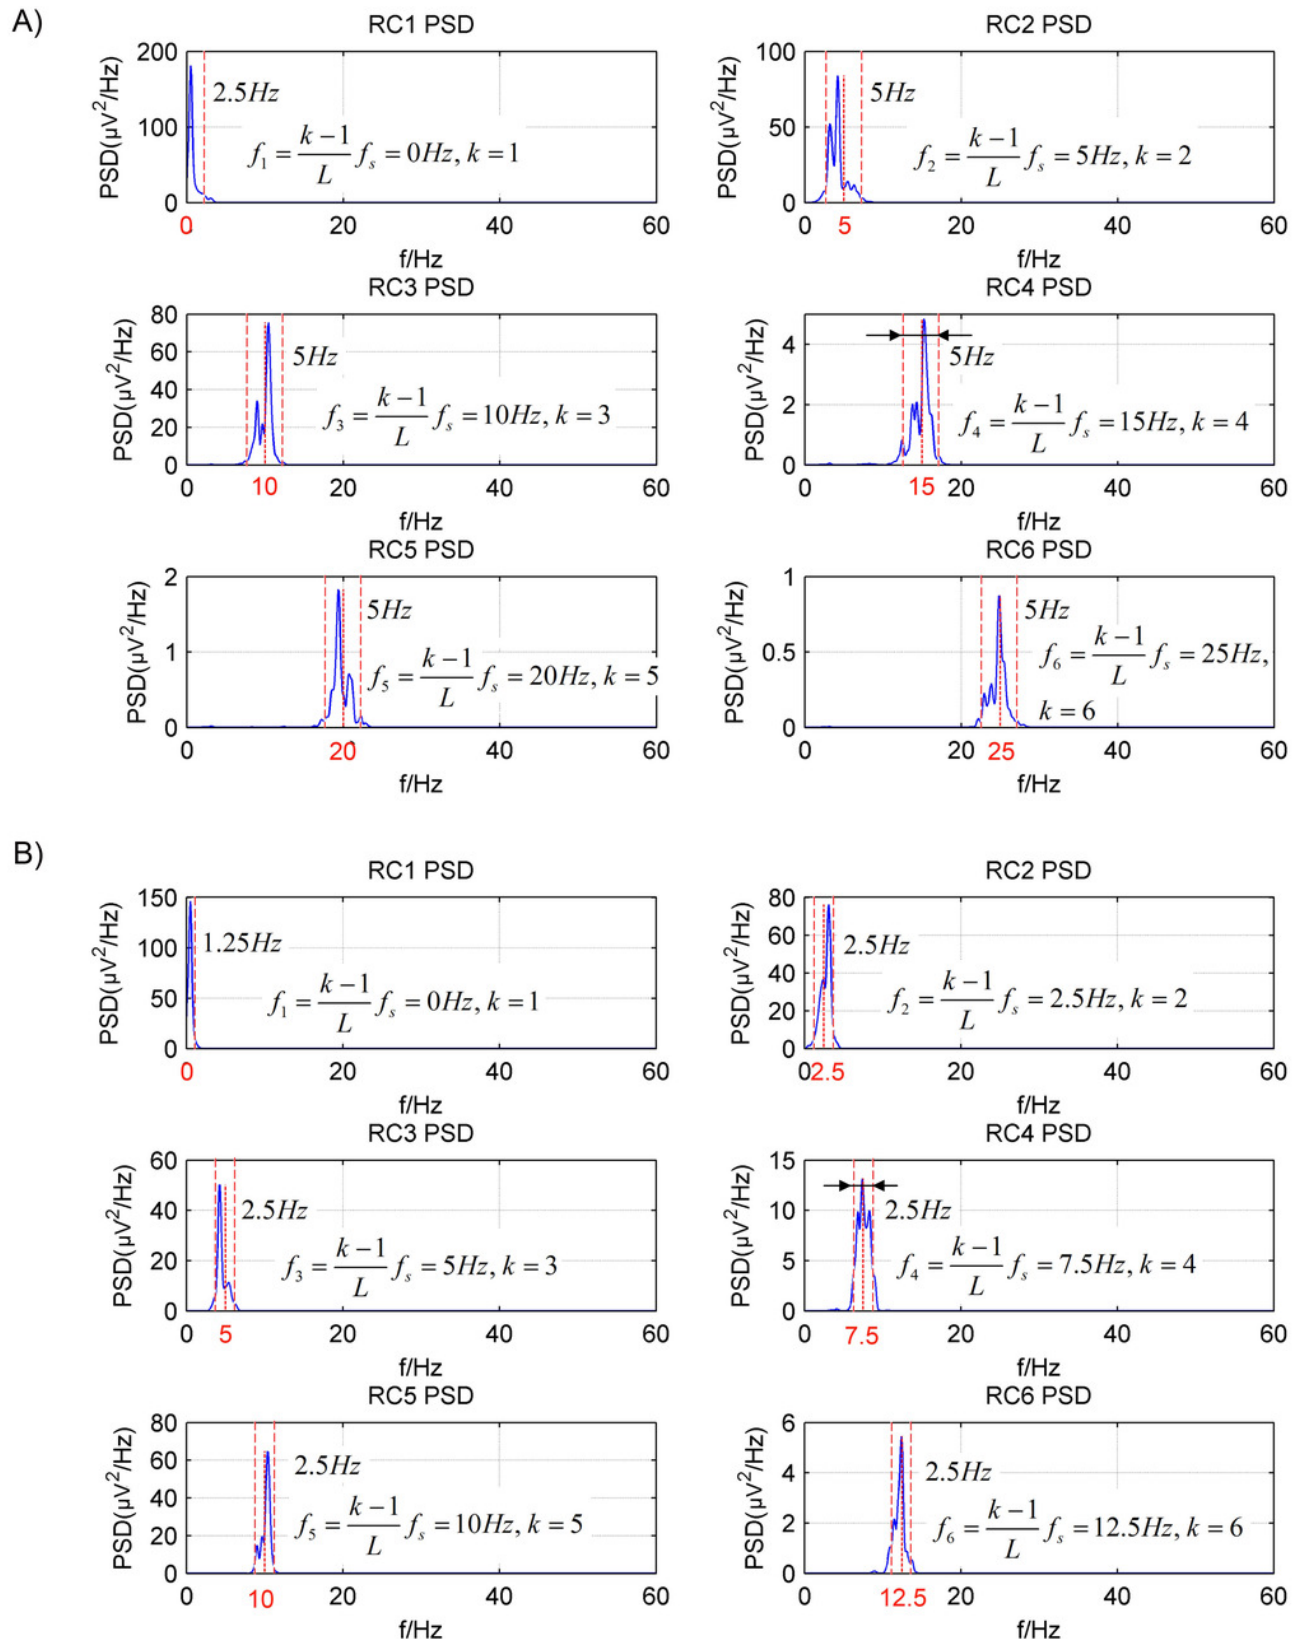 A)
RC1 PSD
PSD(μV²/Hz)
200
100
0
2.5Hz
f₁ = (k − 1)/L fₛ = 0Hz, k = 1
0 20 40 60
f/Hz
RC2 PSD
PSD(μV²/Hz)
100
50
0
5Hz
f₂ = (k − 1)/L fₛ = 5Hz, k = 2
0 5 20 40 60
f/Hz
RC3 PSD
PSD(μV²/Hz)
80
60
40
20
0
5Hz
f₃ = (k − 1)/L fₛ = 10Hz, k = 3
0 10 20 40 60
f/Hz
RC4 PSD
PSD(μV²/Hz)
4
2
0
5Hz
f₄ = (k − 1)/L fₛ = 15Hz, k = 4
0 15 20 40 60
f/Hz
RC5 PSD
PSD(μV²/Hz)
2
1
0
5Hz
f₅ = (k − 1)/L fₛ = 20Hz, k = 5
0 20 40 60
f/Hz
RC6 PSD
PSD(μV²/Hz)
1
0.5
0
5Hz
f₆ = (k − 1)/L fₛ = 25Hz,
k = 6
0 20 25 40 60
f/Hz
B)
RC1 PSD
PSD(μV²/Hz)
150
100
50
0
1.25Hz
f₁ = (k − 1)/L fₛ = 0Hz, k = 1
0 20 40 60
f/Hz
RC2 PSD
PSD(μV²/Hz)
80
60
40
20
0
2.5Hz
f₂ = (k − 1)/L fₛ = 2.5Hz, k = 2
0 2.5 20 40 60
f/Hz
RC3 PSD
PSD(μV²/Hz)
60
40
20
0
2.5Hz
f₃ = (k − 1)/L fₛ = 5Hz, k = 3
0 5 20 40 60
f/Hz
RC4 PSD
PSD(μV²/Hz)
15
10
5
0
2.5Hz
f₄ = (k − 1)/L fₛ = 7.5Hz, k = 4
0 7.5 20 40 60
f/Hz
RC5 PSD
PSD(μV²/Hz)
80
60
40
20
0
2.5Hz
f₅ = (k − 1)/L fₛ = 10Hz, k = 5
0 10 20 40 60
f/Hz
RC6 PSD
PSD(μV²/Hz)
6
4
2
0
2.5Hz
f₆ = (k − 1)/L fₛ = 12.5Hz, k = 6
0 12.5 20 40 60
f/Hz